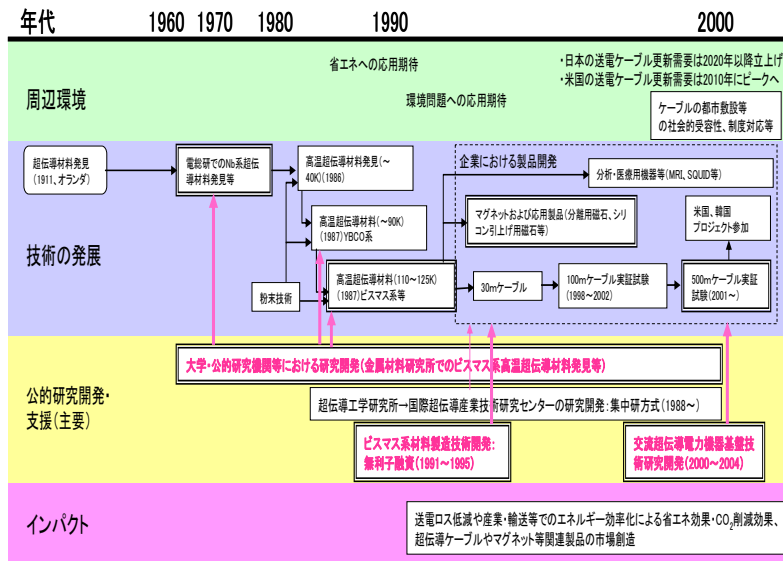 年代
1960
1970
1980
1990
2000
周辺環境
省エネへの応用期待
環境問題への応用期待
・日本の送電ケーブル更新需要は2020年以降立上げ
・米国の送電ケーブル更新需要は2010年にピークへ
ケーブルの都市敷設等
の社会的受容性、制度対応等
技術の発展
超伝導材料発見
(1911、オランダ)
電総研でのNb系超伝
導材料発見等
高温超伝導材料発見(～
40K)(1986)
高温超伝導材料(～90K)
(1987)YBCO系
粉末技術
高温超伝導材料(110～125K)
(1987)ビスマス系等
企業における製品開発
分析・医療用機器等(MRI、SQUID等)
マグネットおよび応用製品(分離用磁石、シリ
コン引上げ用磁石等)
米国、韓国
プロジェクト参加
30mケーブル
100mケーブル実証試験
(1998～2002)
500mケーブル実証
試験(2001～)
公的研究開発・
支援(主要)
大学・公的研究機関等における研究開発(金属材料研究所でのビスマス系高温超伝導材料発見等)
超伝導工学研究所→国際超伝導産業技術研究センターの研究開発：集中研方式(1988～)
ビスマス系材料製造技術開発：
無利子融資(1991～1995)
交流超伝導電力機器基盤技
術研究開発(2000～2004)
インパクト
送電ロス低減や産業・輸送等でのエネルギー効率化による省エネ効果・CO₂削減効果、
超伝導ケーブルやマグネット等関連製品の市場創造